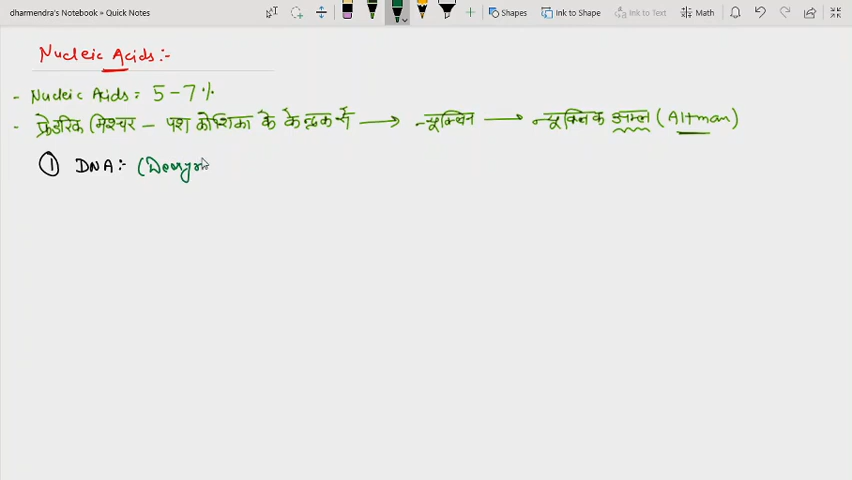 dharmendra's Notebook » Quick Notes
Shapes Ink to Shape Ink to Text Math
Nucleic Acids:-
- Nucleic Acids = 5-7%
- फ्रेडरिक मिश्चर – पश कोशिका के केन्द्रक से → न्यूक्लिन → न्यूक्लिक अम्ल (Altman)
① DNA:- (Deoxyr